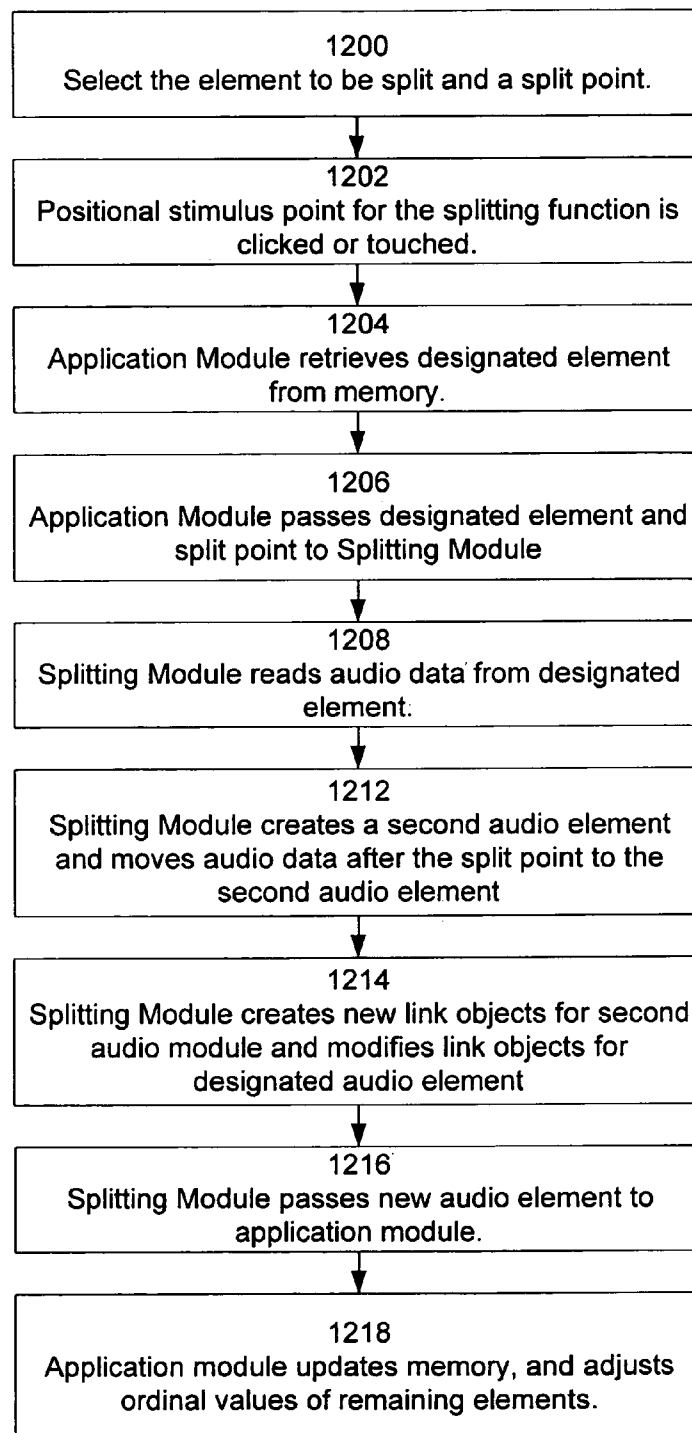 1200
Select the element to be split and a split point.
1202
Positional stimulus point for the splitting function is
clicked or touched.
1204
Application Module retrieves designated element
from memory.
1206
Application Module passes designated element and
split point to Splitting Module
1208
Splitting Module reads audio data from designated
element.
1212
Splitting Module creates a second audio element
and moves audio data after the split point to the
second audio element
1214
Splitting Module creates new link objects for second
audio module and modifies link objects for
designated audio element
1216
Splitting Module passes new audio element to
application module.
1218
Application module updates memory, and adjusts
ordinal values of remaining elements.